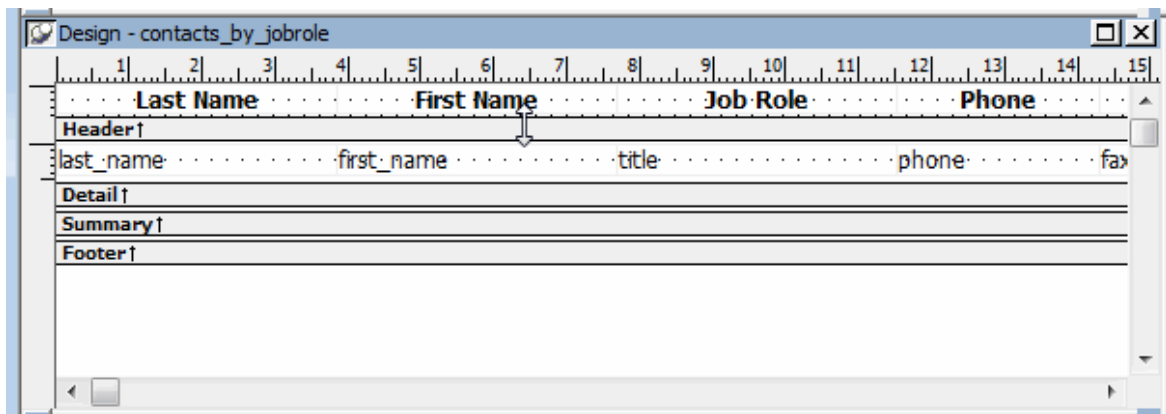 Design - contacts_by_jobrole
1 2 3 4 5 6 7 8 9 10 11 12 13 14 15
Last Name First Name Job Role Phone
Header↑
last_name first_name title phone fax
Detail↑
Summary↑
Footer↑